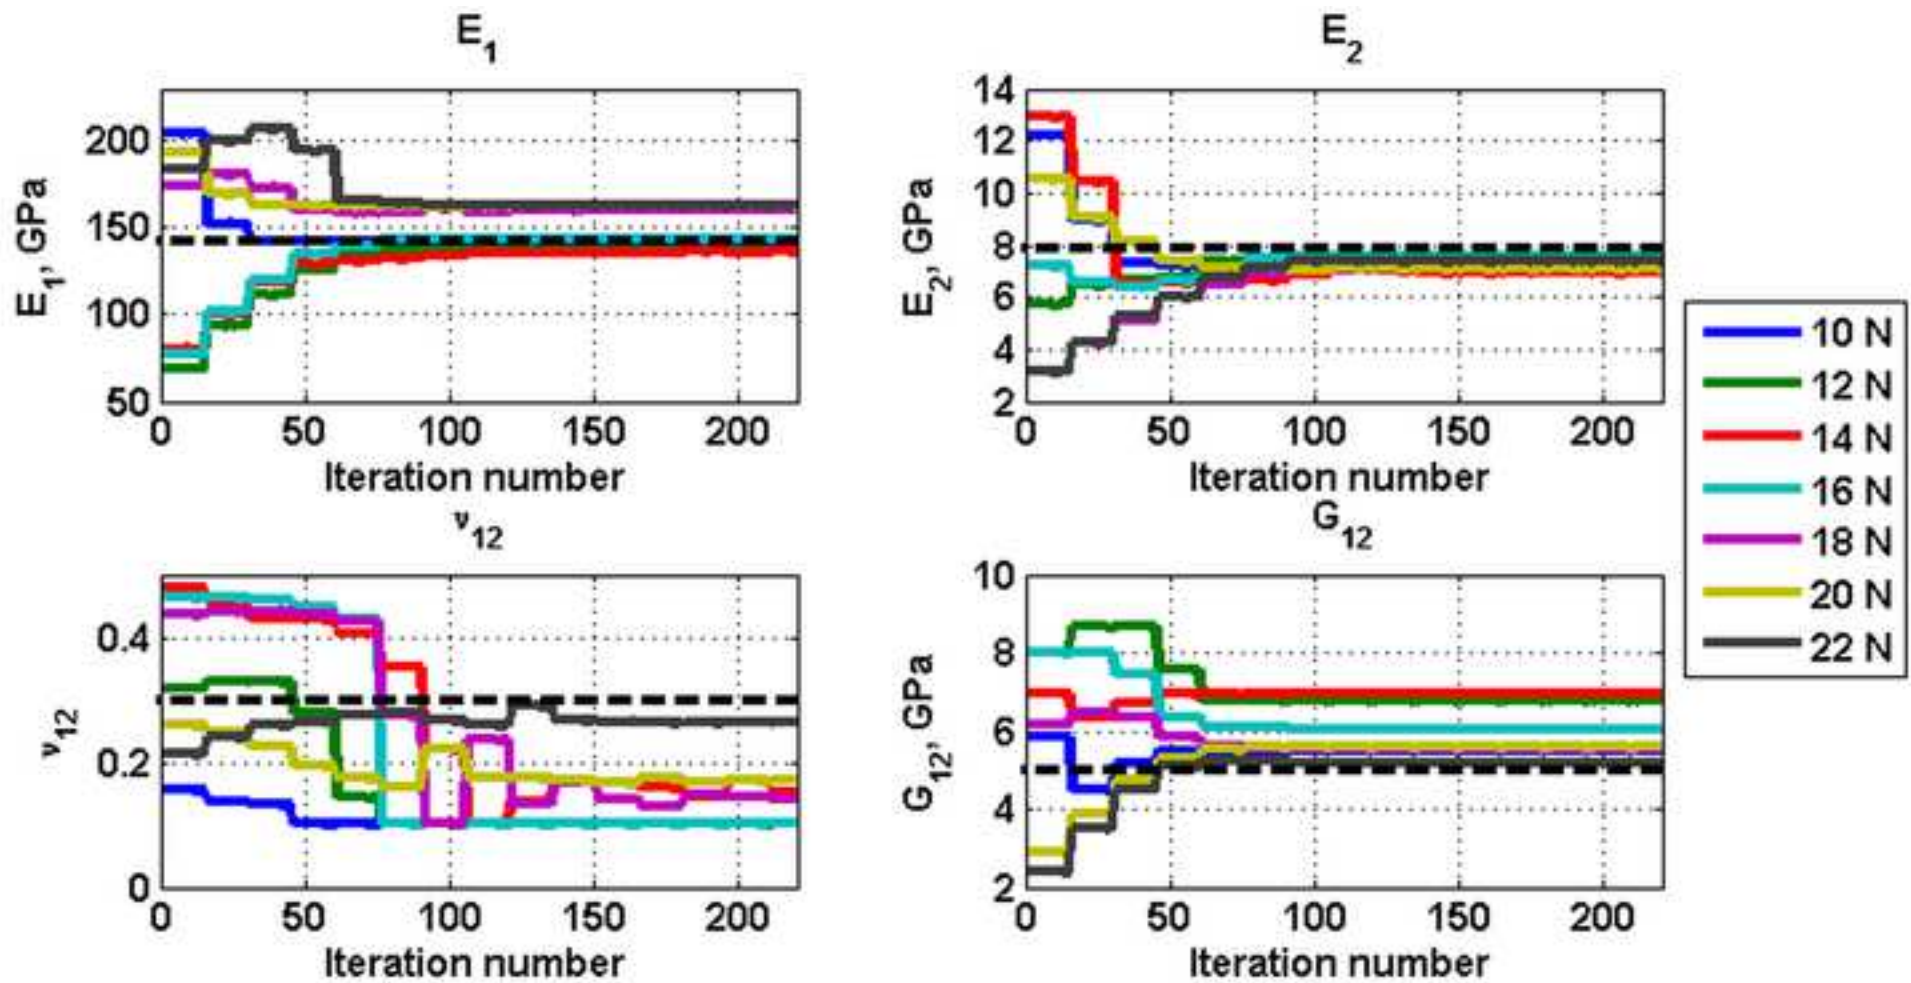 E1
E1, GPa
200
150
100
50
0 50 100 150 200
Iteration number
E2
E2, GPa
14
12
10
8
6
4
2
0 50 100 150 200
Iteration number
ν12
ν12
0.4
0.2
0
0 50 100 150 200
Iteration number
G12
G12, GPa
10
8
6
4
2
0 50 100 150 200
Iteration number
10 N
12 N
14 N
16 N
18 N
20 N
22 N